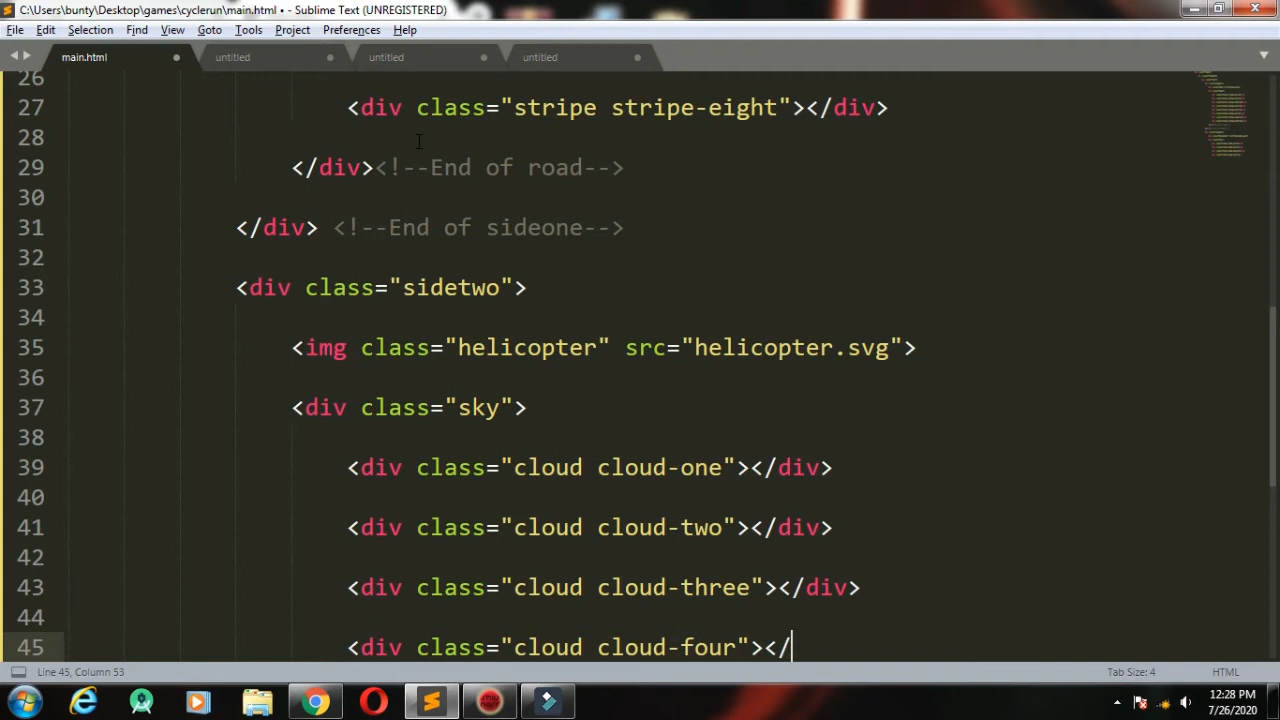 C:\Users\bunty\Desktop\games\cyclerun\main.html • - Sublime Text (UNREGISTERED)
File Edit Selection Find View Goto Tools Project Preferences Help
main.html untitled untitled untitled
26
27 <div class="stripe stripe-eight"></div>
28
29 </div><!--End of road-->
30
31 </div> <!--End of sideone-->
32
33 <div class="sidetwo">
34
35 <img class="helicopter" src="helicopter.svg">
36
37 <div class="sky">
38
39 <div class="cloud cloud-one"></div>
40
41 <div class="cloud cloud-two"></div>
42
43 <div class="cloud cloud-three"></div>
44
45 <div class="cloud cloud-four"></
Line 45, Column 53 Tab Size: 4 HTML
12:28 PM
7/26/2020